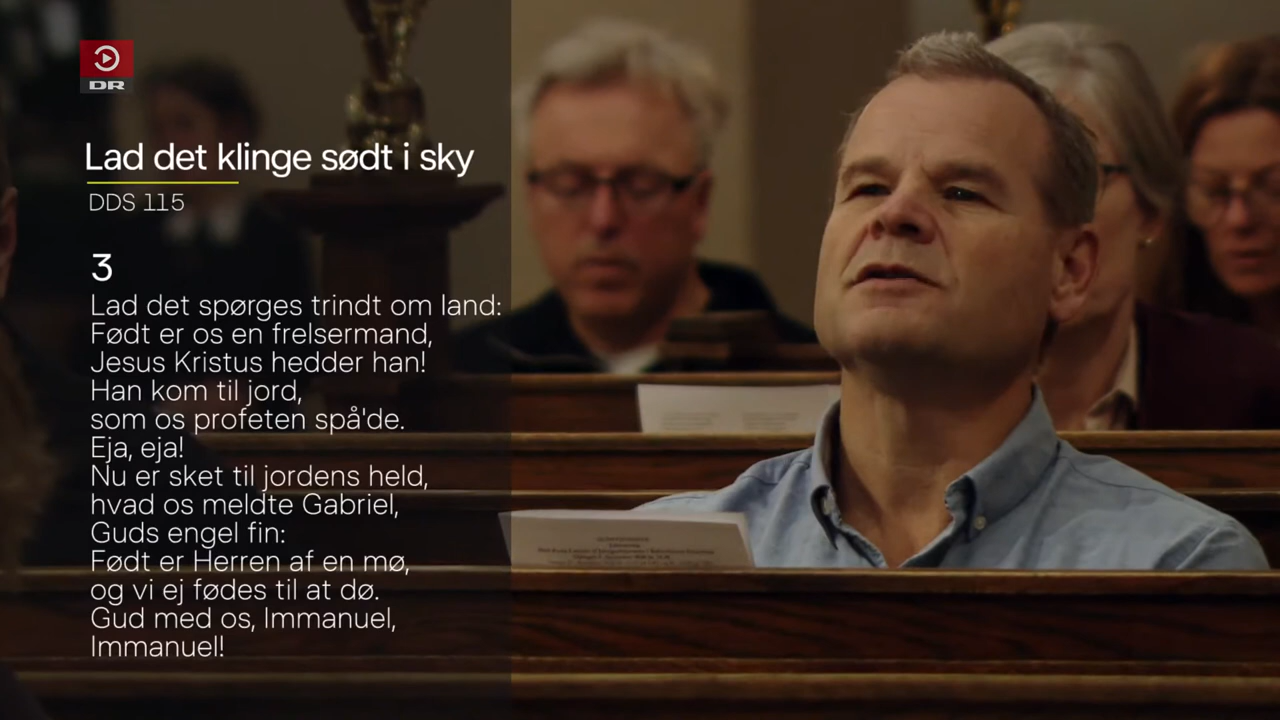 DR
Lad det klinge sødt i sky
DDS 115
3
Lad det spørges trindt om land:
Født er os en frelsermand,
Jesus Kristus hedder han!
Han kom til jord,
som os profeten spå'de.
Eja, eja!
Nu er sket til jordens held,
hvad os meldte Gabriel,
Guds engel fin:
Født er Herren af en mø,
og vi ej fødes til at dø.
Gud med os, Immanuel,
Immanuel!